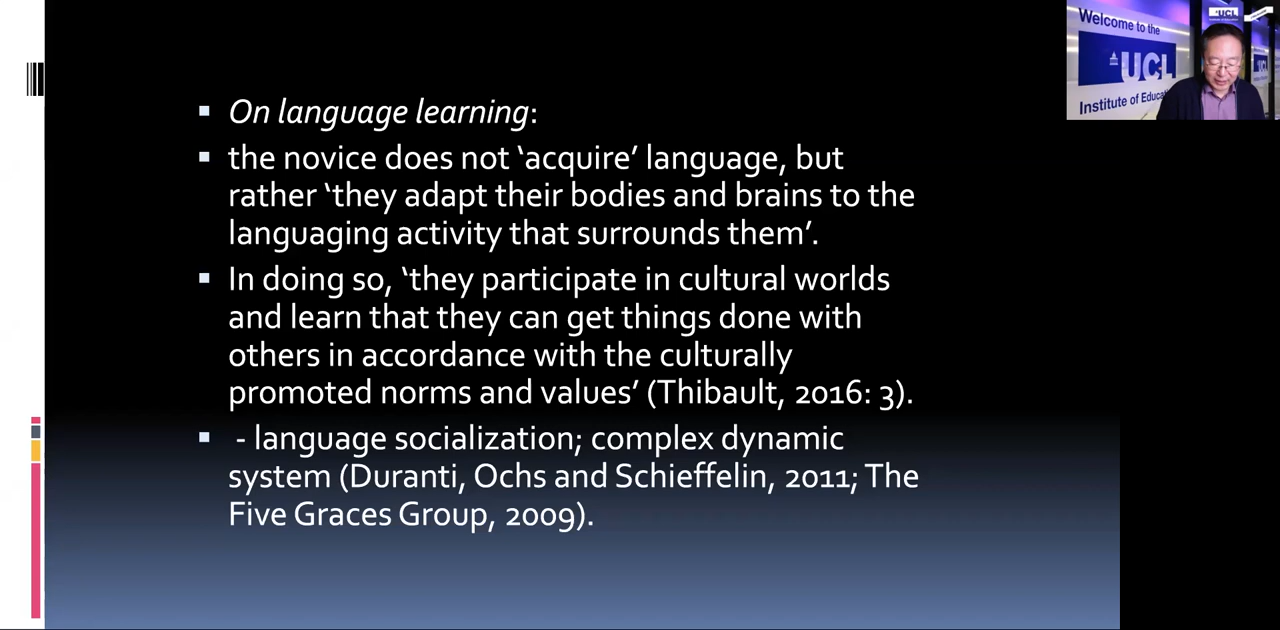 On language learning:
the novice does not ‘acquire’ language, but
rather ‘they adapt their bodies and brains to the
languaging activity that surrounds them’.
In doing so, ‘they participate in cultural worlds
and learn that they can get things done with
others in accordance with the culturally
promoted norms and values’ (Thibault, 2016: 3).
- language socialization; complex dynamic
system (Duranti, Ochs and Schieffelin, 2011; The
Five Graces Group, 2009).
Welcome to the
UCL
Institute of Educa
UCL
UCL